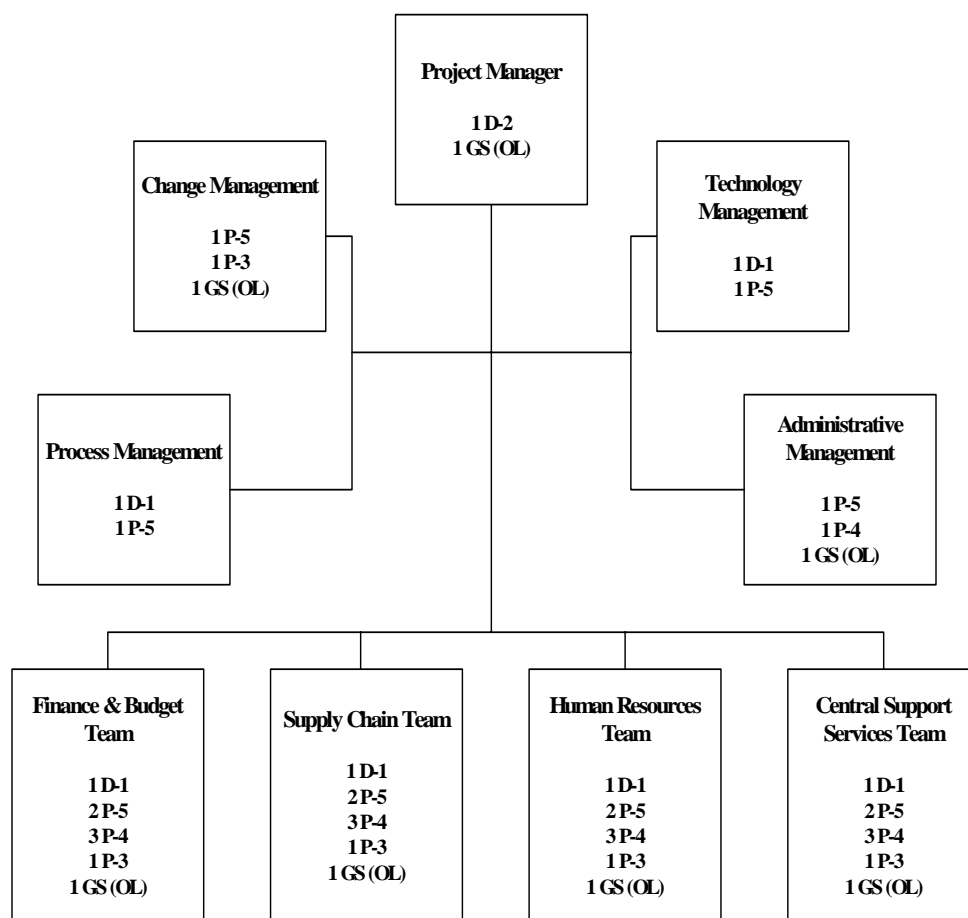 Project Manager
1 D-2
1 GS (OL)
Change Management
1 P-5
1 P-3
1 GS (OL)
Technology
Management
1 D-1
1 P-5
Process Management
1 D-1
1 P-5
Administrative
Management
1 P-5
1 P-4
1 GS (OL)
Finance & Budget
Team
1 D-1
2 P-5
3 P-4
1 P-3
1 GS (OL)
Supply Chain Team
1 D-1
2 P-5
3 P-4
1 P-3
1 GS (OL)
Human Resources
Team
1 D-1
2 P-5
3 P-4
1 P-3
1 GS (OL)
Central Support
Services Team
1 D-1
2 P-5
3 P-4
1 P-3
1 GS (OL)